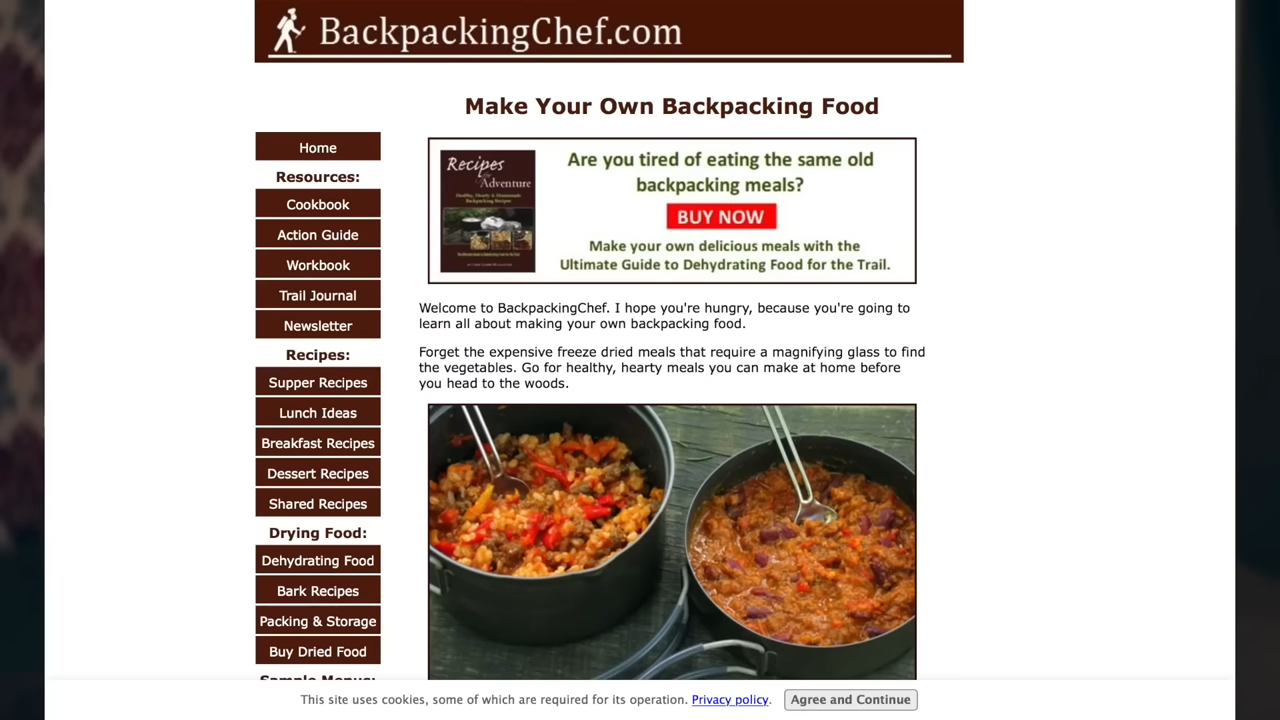 BackpackingChef.com
Make Your Own Backpacking Food
Home
Resources:
Cookbook
Action Guide
Workbook
Trail Journal
Newsletter
Recipes:
Supper Recipes
Lunch Ideas
Breakfast Recipes
Dessert Recipes
Shared Recipes
Drying Food:
Dehydrating Food
Bark Recipes
Packing & Storage
Buy Dried Food
Sample Menus:
Recipes
Adventure
Healthy, Hearty & Homemade
Backpacking Recipes
Are you tired of eating the same old
backpacking meals?
BUY NOW
Make your own delicious meals with the
Ultimate Guide to Dehydrating Food for the Trail.
Welcome to BackpackingChef. I hope you're hungry, because you're going to
learn all about making your own backpacking food.
Forget the expensive freeze dried meals that require a magnifying glass to find
the vegetables. Go for healthy, hearty meals you can make at home before
you head to the woods.
This site uses cookies, some of which are required for its operation. Privacy policy.
Agree and Continue